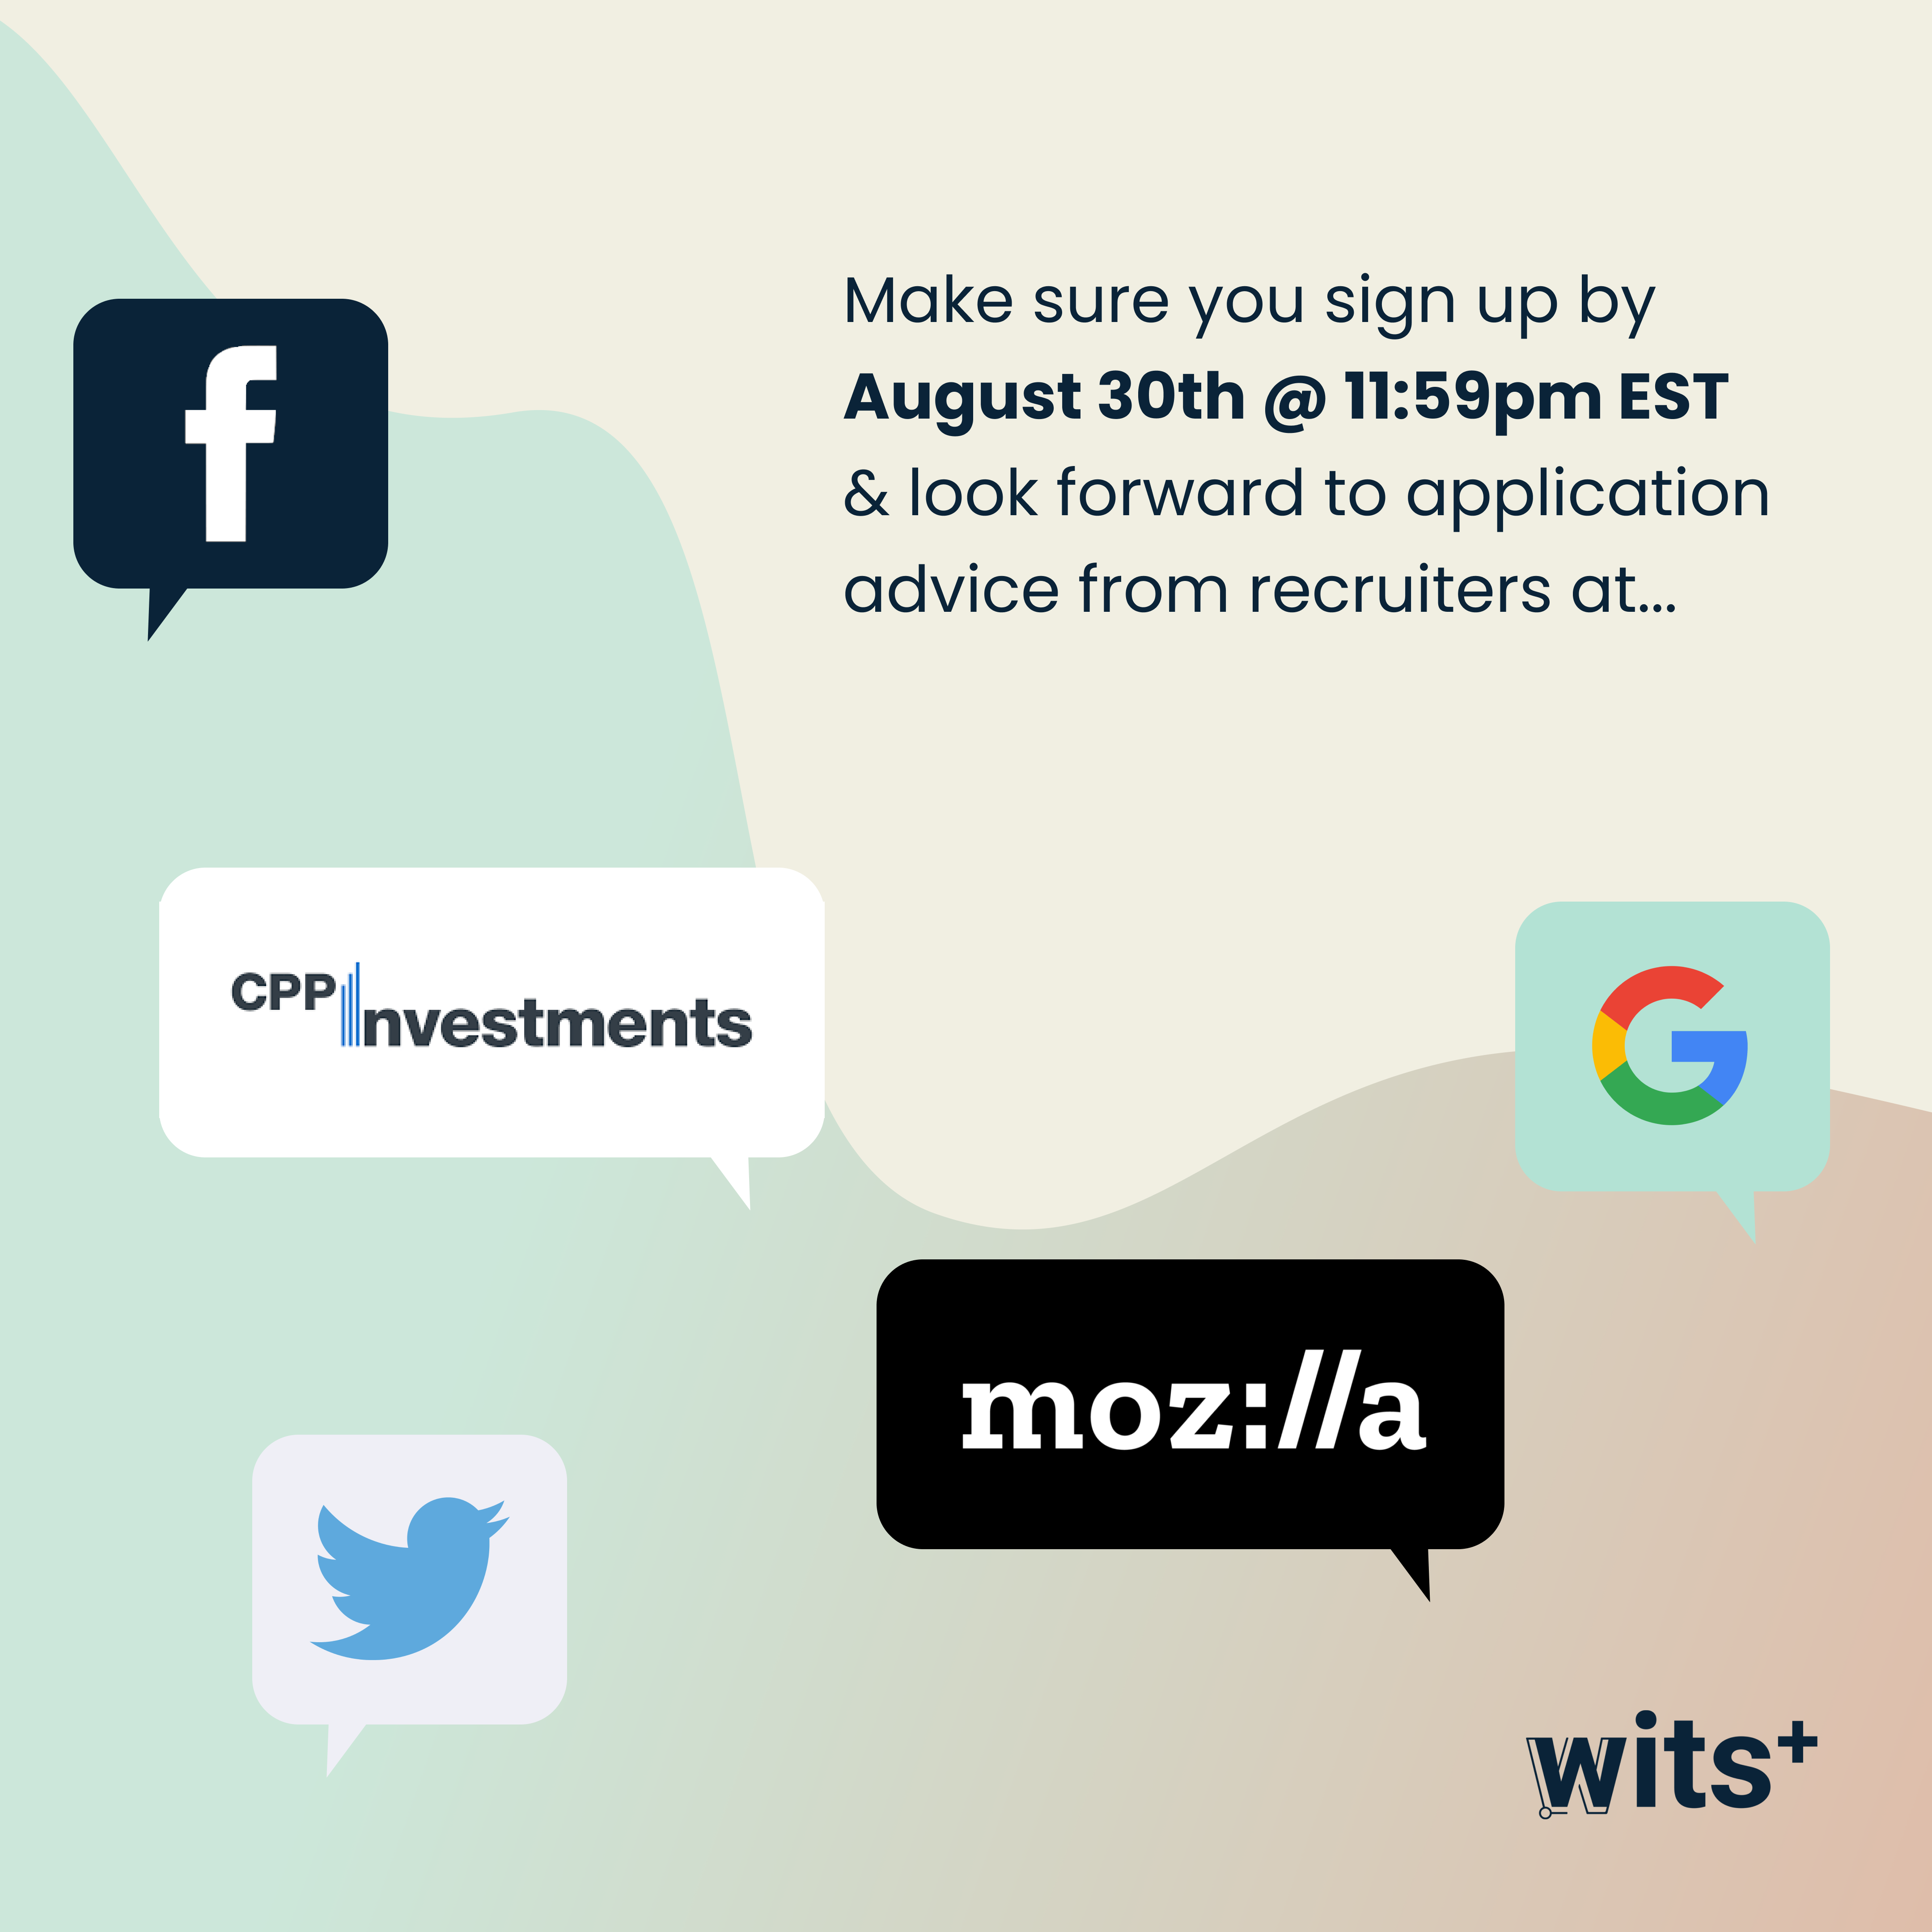 Make sure you sign up by
August 30th @ 11:59pm EST
& look forward to application
advice from recruiters at...
f
CPP Investments
G
moz://a
wits+